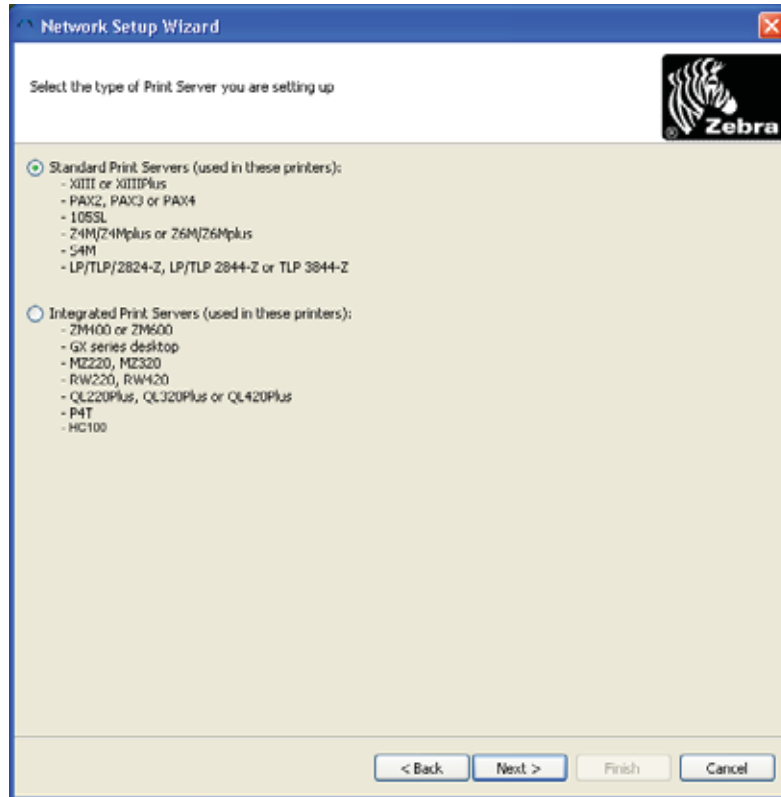 Network Setup Wizard
Select the type of Print Server you are setting up
Zebra
Standard Print Servers (used in these printers):
- XiIII or XiIIIPlus
- PAX2, PAX3 or PAX4
- 105SL
- Z4M/Z4Mplus or Z6M/Z6Mplus
- S4M
- LP/TLP/2824-Z, LP/TLP 2844-Z or TLP 3844-Z
Integrated Print Servers (used in these printers):
- ZM400 or ZM600
- GX series desktop
- MZ220, MZ320
- RW220, RW420
- QL220Plus, QL320Plus or QL420Plus
- P4T
- HC100
< Back Next > Finish Cancel